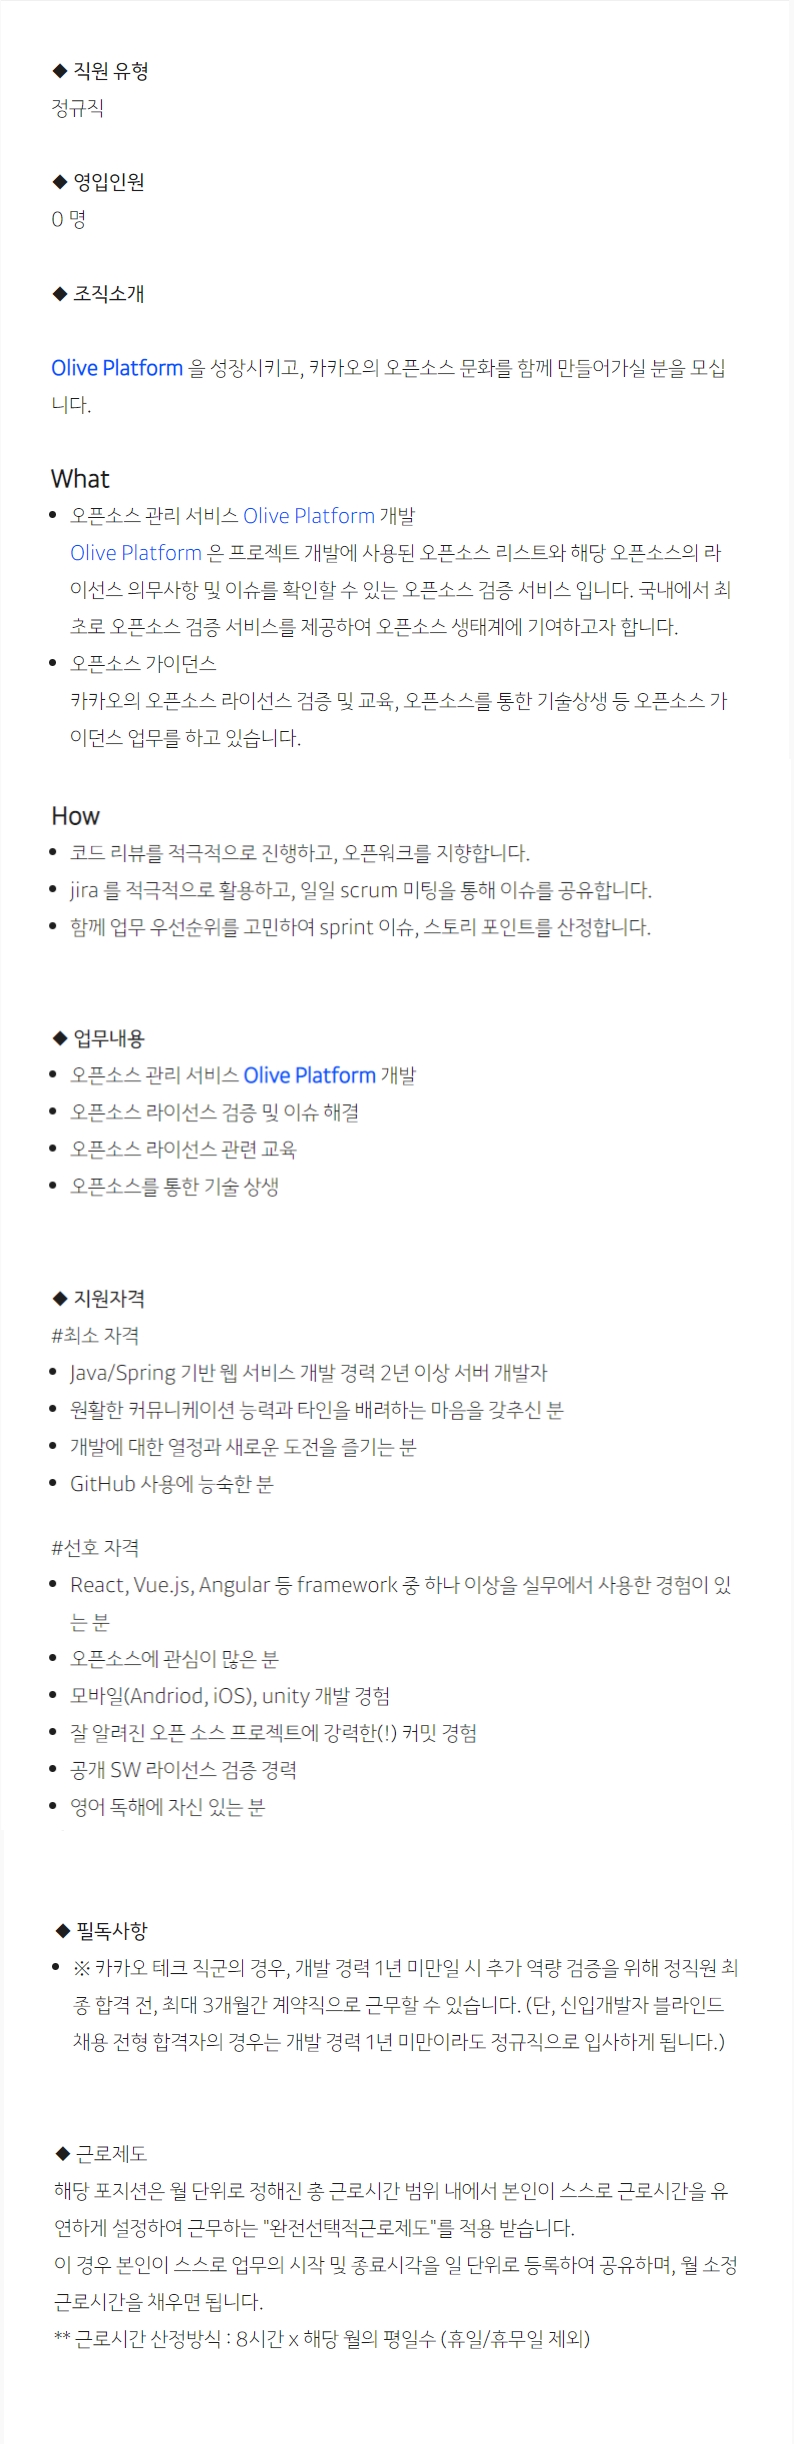 ◆ 직원 유형
정규직
◆ 영입인원
0 명
◆ 조직소개
Olive Platform 을 성장시키고, 카카오의 오픈소스 문화를 함께 만들어가실 분을 모십
니다.
What
• 오픈소스 관리 서비스 Olive Platform 개발
Olive Platform 은 프로젝트 개발에 사용된 오픈소스 리스트와 해당 오픈소스의 라
이선스 의무사항 및 이슈를 확인할 수 있는 오픈소스 검증 서비스 입니다. 국내에서 최
초로 오픈소스 검증 서비스를 제공하여 오픈소스 생태계에 기여하고자 합니다.
• 오픈소스 가이던스
카카오의 오픈소스 라이선스 검증 및 교육, 오픈소스를 통한 기술상생 등 오픈소스 가
이던스 업무를 하고 있습니다.
How
• 코드 리뷰를 적극적으로 진행하고, 오픈워크를 지향합니다.
• jira 를 적극적으로 활용하고, 일일 scrum 미팅을 통해 이슈를 공유합니다.
• 함께 업무 우선순위를 고민하여 sprint 이슈, 스토리 포인트를 산정합니다.
◆ 업무내용
• 오픈소스 관리 서비스 Olive Platform 개발
• 오픈소스 라이선스 검증 및 이슈 해결
• 오픈소스 라이선스 관련 교육
• 오픈소스를 통한 기술 상생
◆ 지원자격
#최소 자격
• Java/Spring 기반 웹 서비스 개발 경력 2년 이상 서버 개발자
• 원활한 커뮤니케이션 능력과 타인을 배려하는 마음을 갖추신 분
• 개발에 대한 열정과 새로운 도전을 즐기는 분
• GitHub 사용에 능숙한 분
#선호 자격
• React, Vue.js, Angular 등 framework 중 하나 이상을 실무에서 사용한 경험이 있
는 분
• 오픈소스에 관심이 많은 분
• 모바일(Andriod, iOS), unity 개발 경험
• 잘 알려진 오픈 소스 프로젝트에 강력한(!) 커밋 경험
• 공개 SW 라이선스 검증 경력
• 영어 독해에 자신 있는 분
◆ 필독사항
• ※ 카카오 테크 직군의 경우, 개발 경력 1년 미만일 시 추가 역량 검증을 위해 정직원 최
종 합격 전, 최대 3개월간 계약직으로 근무할 수 있습니다. (단, 신입개발자 블라인드
채용 전형 합격자의 경우는 개발 경력 1년 미만이라도 정규직으로 입사하게 됩니다.)
◆ 근로제도
해당 포지션은 월 단위로 정해진 총 근로시간 범위 내에서 본인이 스스로 근로시간을 유
연하게 설정하여 근무하는 "완전선택적근로제도"를 적용 받습니다.
이 경우 본인이 스스로 업무의 시작 및 종료시각을 일 단위로 등록하여 공유하며, 월 소정
근로시간을 채우면 됩니다.
** 근로시간 산정방식 : 8시간 x 해당 월의 평일수 (휴일/휴무일 제외)